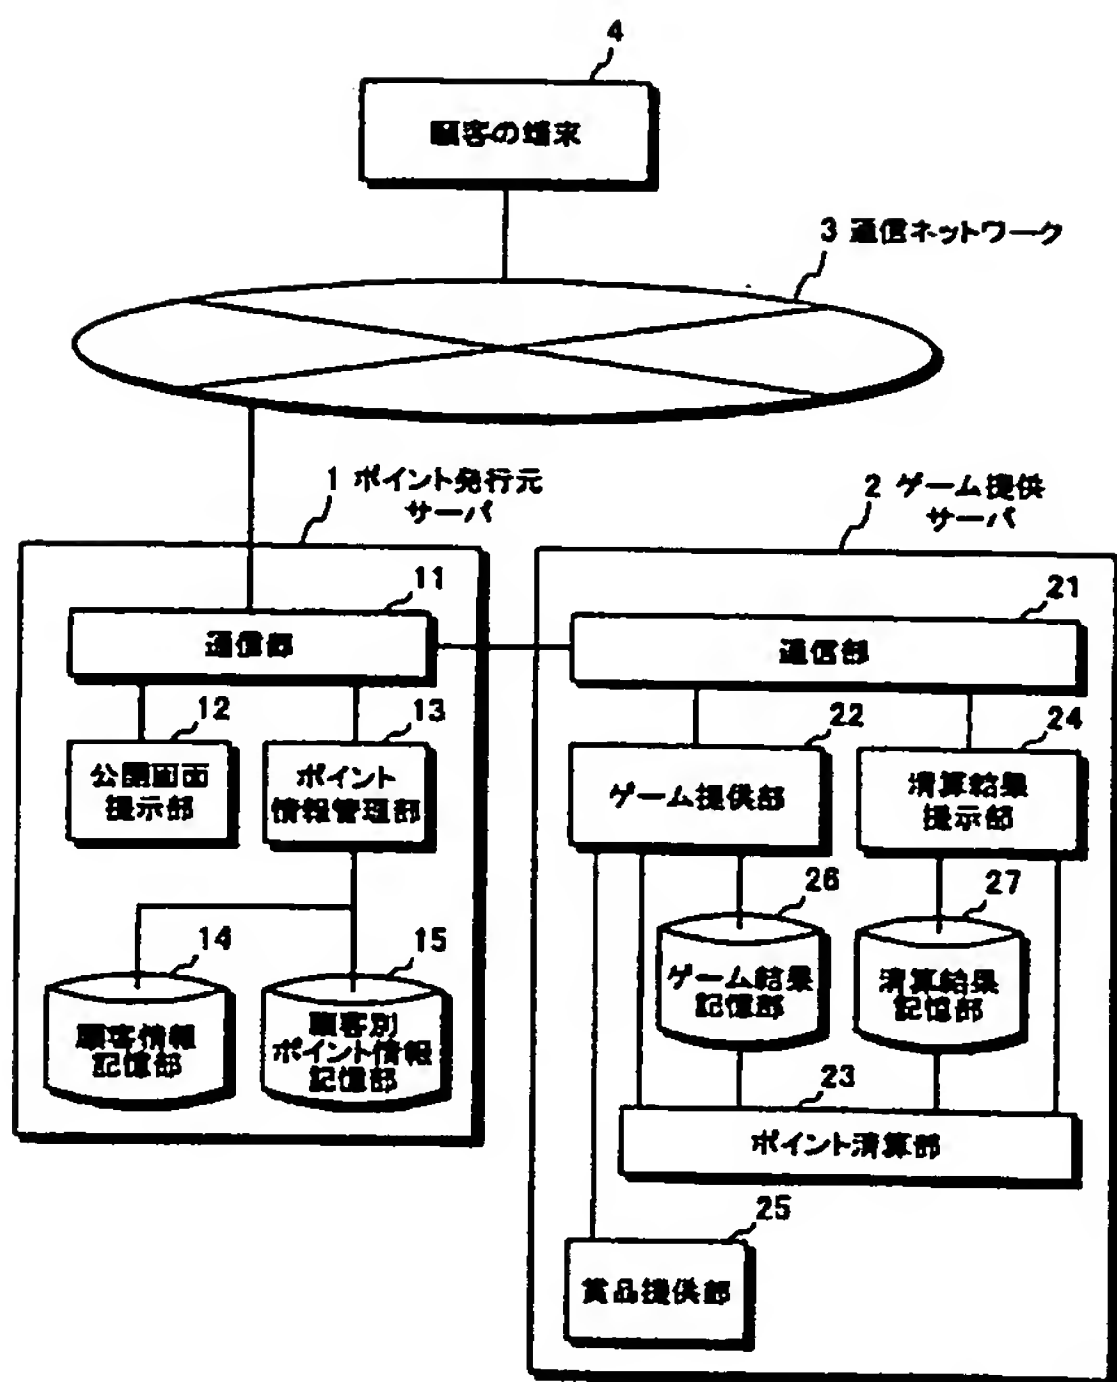 4
顧客の端末
3 通信ネットワーク
1 ポイント発行元
サーバ
2 ゲーム提供
サーバ
11
通信部
21
通信部
12
公開画面
提示部
13
ポイント
情報管理部
22
ゲーム提供部
24
清算結果
提示部
14
顧客情報
記憶部
15
顧客別
ポイント情報
記憶部
26
ゲーム結果
記憶部
27
清算結果
記憶部
23
ポイント清算部
25
賞品提供部